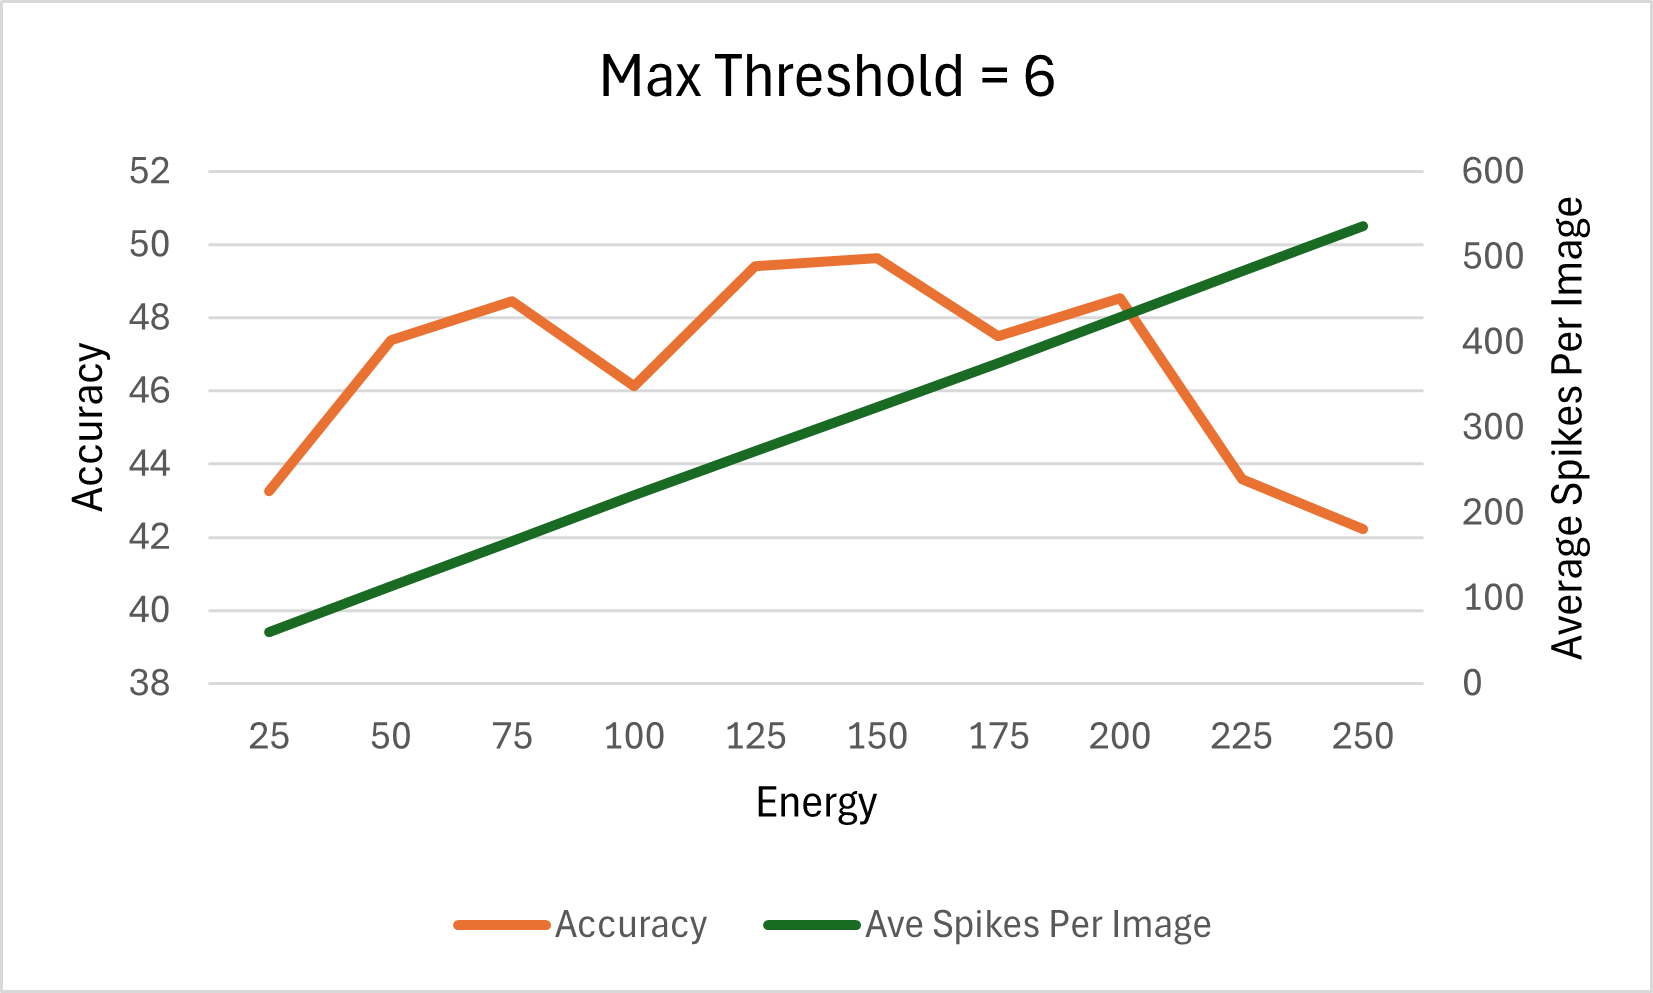 Max Threshold = 6
52
50
48
46
44
42
40
38
Accuracy
600
500
400
300
200
100
0
Average Spikes Per Image
25 50 75 100 125 150 175 200 225 250
Energy
Accuracy Ave Spikes Per Image